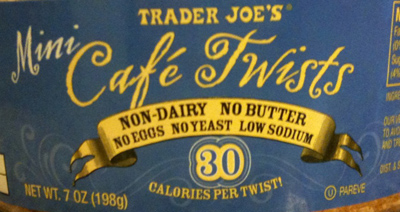 TRADER JOE'S®
Mini
Café Twists
NON-DAIRY NO BUTTER
NO EGGS NO YEAST LOW SODIUM
30
CALORIES PER TWIST!
NET WT. 7 OZ (198g)
U PAREVE